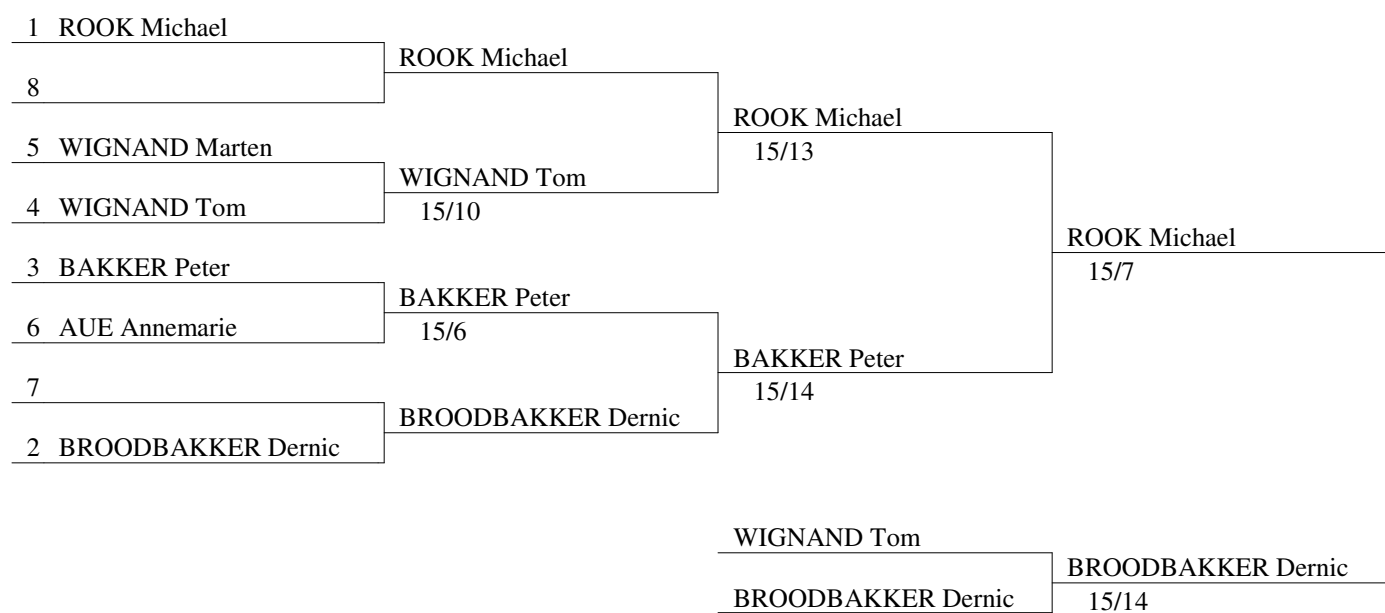 1 ROOK Michael
ROOK Michael
8
ROOK Michael
15/13
5 WIGNAND Marten
WIGNAND Tom
15/10
4 WIGNAND Tom
ROOK Michael
15/7
3 BAKKER Peter
BAKKER Peter
15/6
6 AUE Annemarie
BAKKER Peter
15/14
7
BROODBAKKER Dernic
2 BROODBAKKER Dernic
WIGNAND Tom
BROODBAKKER Dernic
15/14
BROODBAKKER Dernic